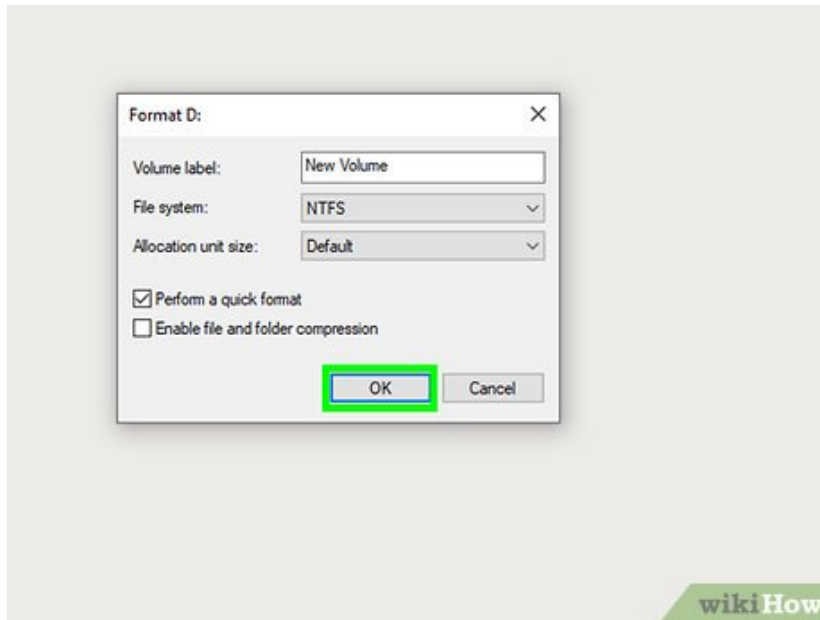 Format D:
Volume label: New Volume
File system: NTFS
Allocation unit size: Default
Perform a quick format
Enable file and folder compression
OK Cancel
wikiHow